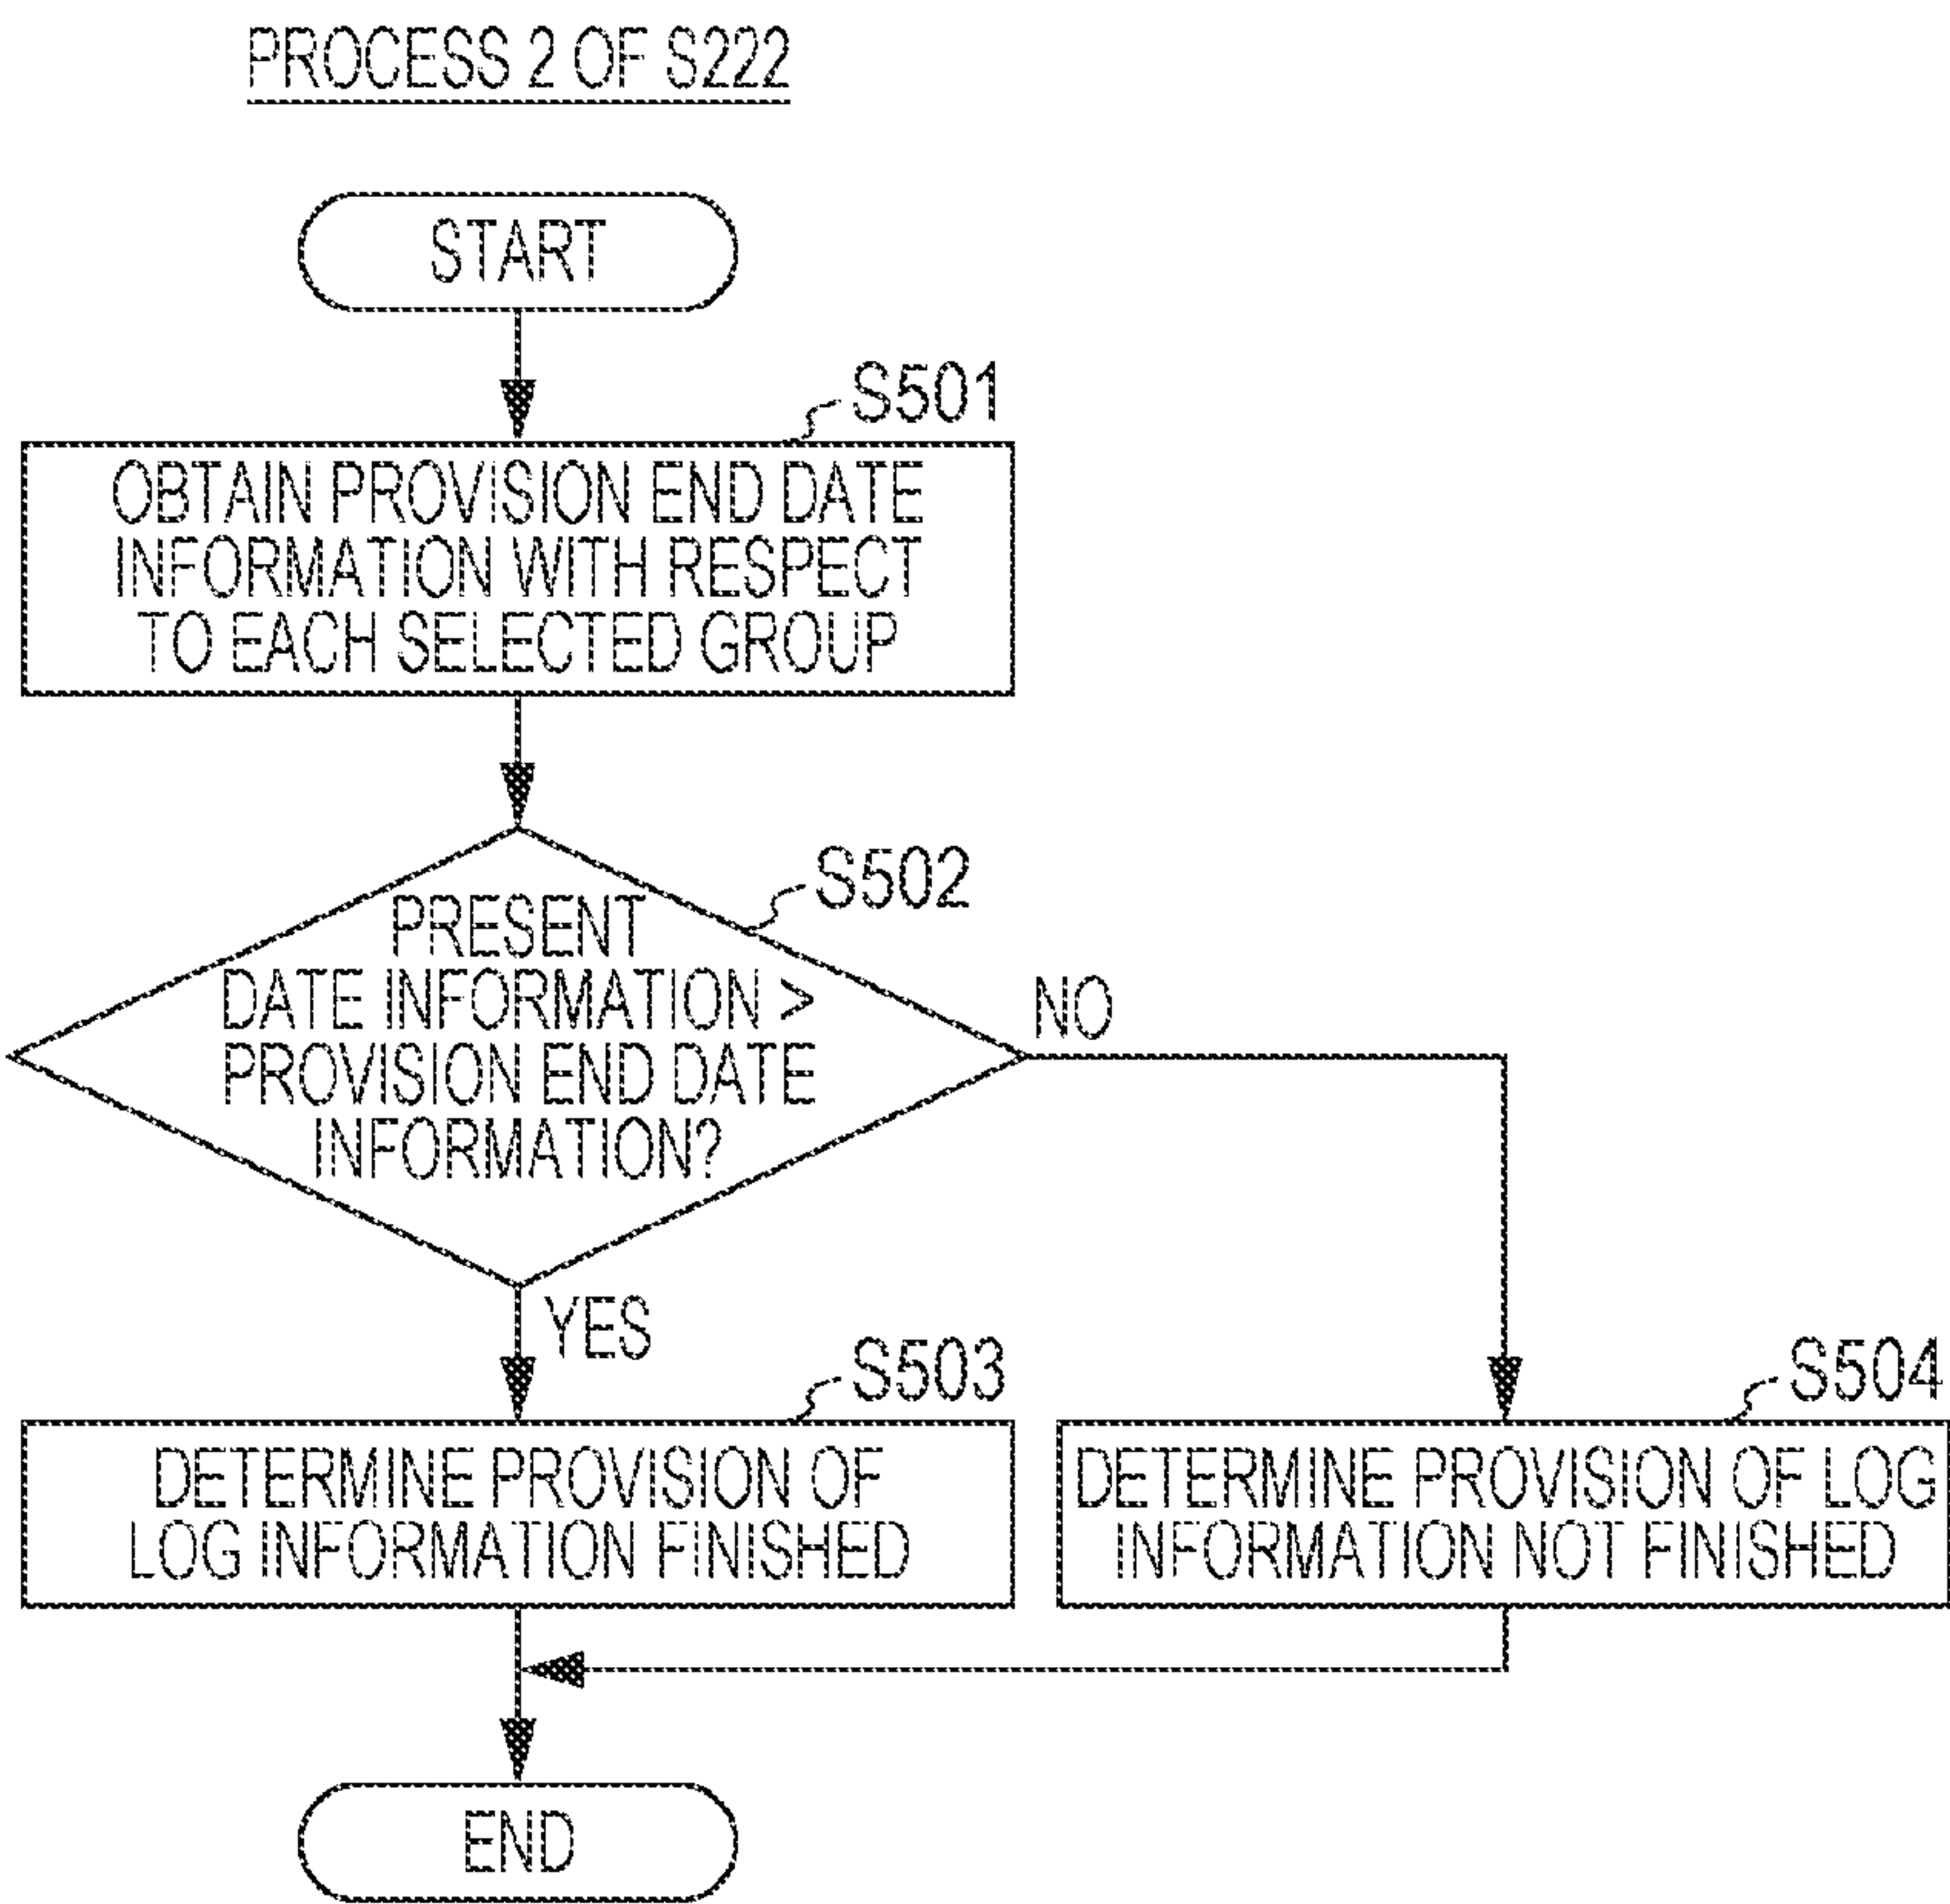 PROCESS 2 OF S222
START
S501
OBTAIN PROVISION END DATE
INFORMATION WITH RESPECT
TO EACH SELECTED GROUP
S502
PRESENT
DATE INFORMATION >
PROVISION END DATE
INFORMATION?
NO
YES
S503
DETERMINE PROVISION OF
LOG INFORMATION FINISHED
S504
DETERMINE PROVISION OF LOG
INFORMATION NOT FINISHED
END